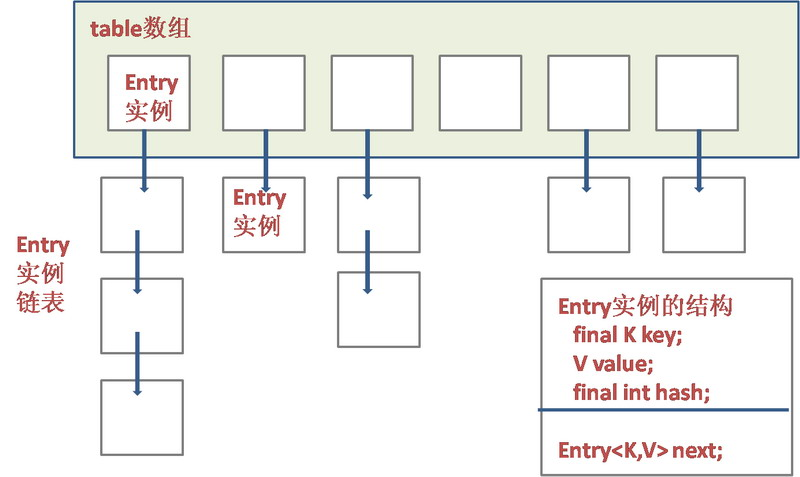 table数组
Entry
实例
Entry
实例
Entry
实例
链表
Entry实例的结构
final K key;
V value;
final int hash;
Entry<K,V> next;